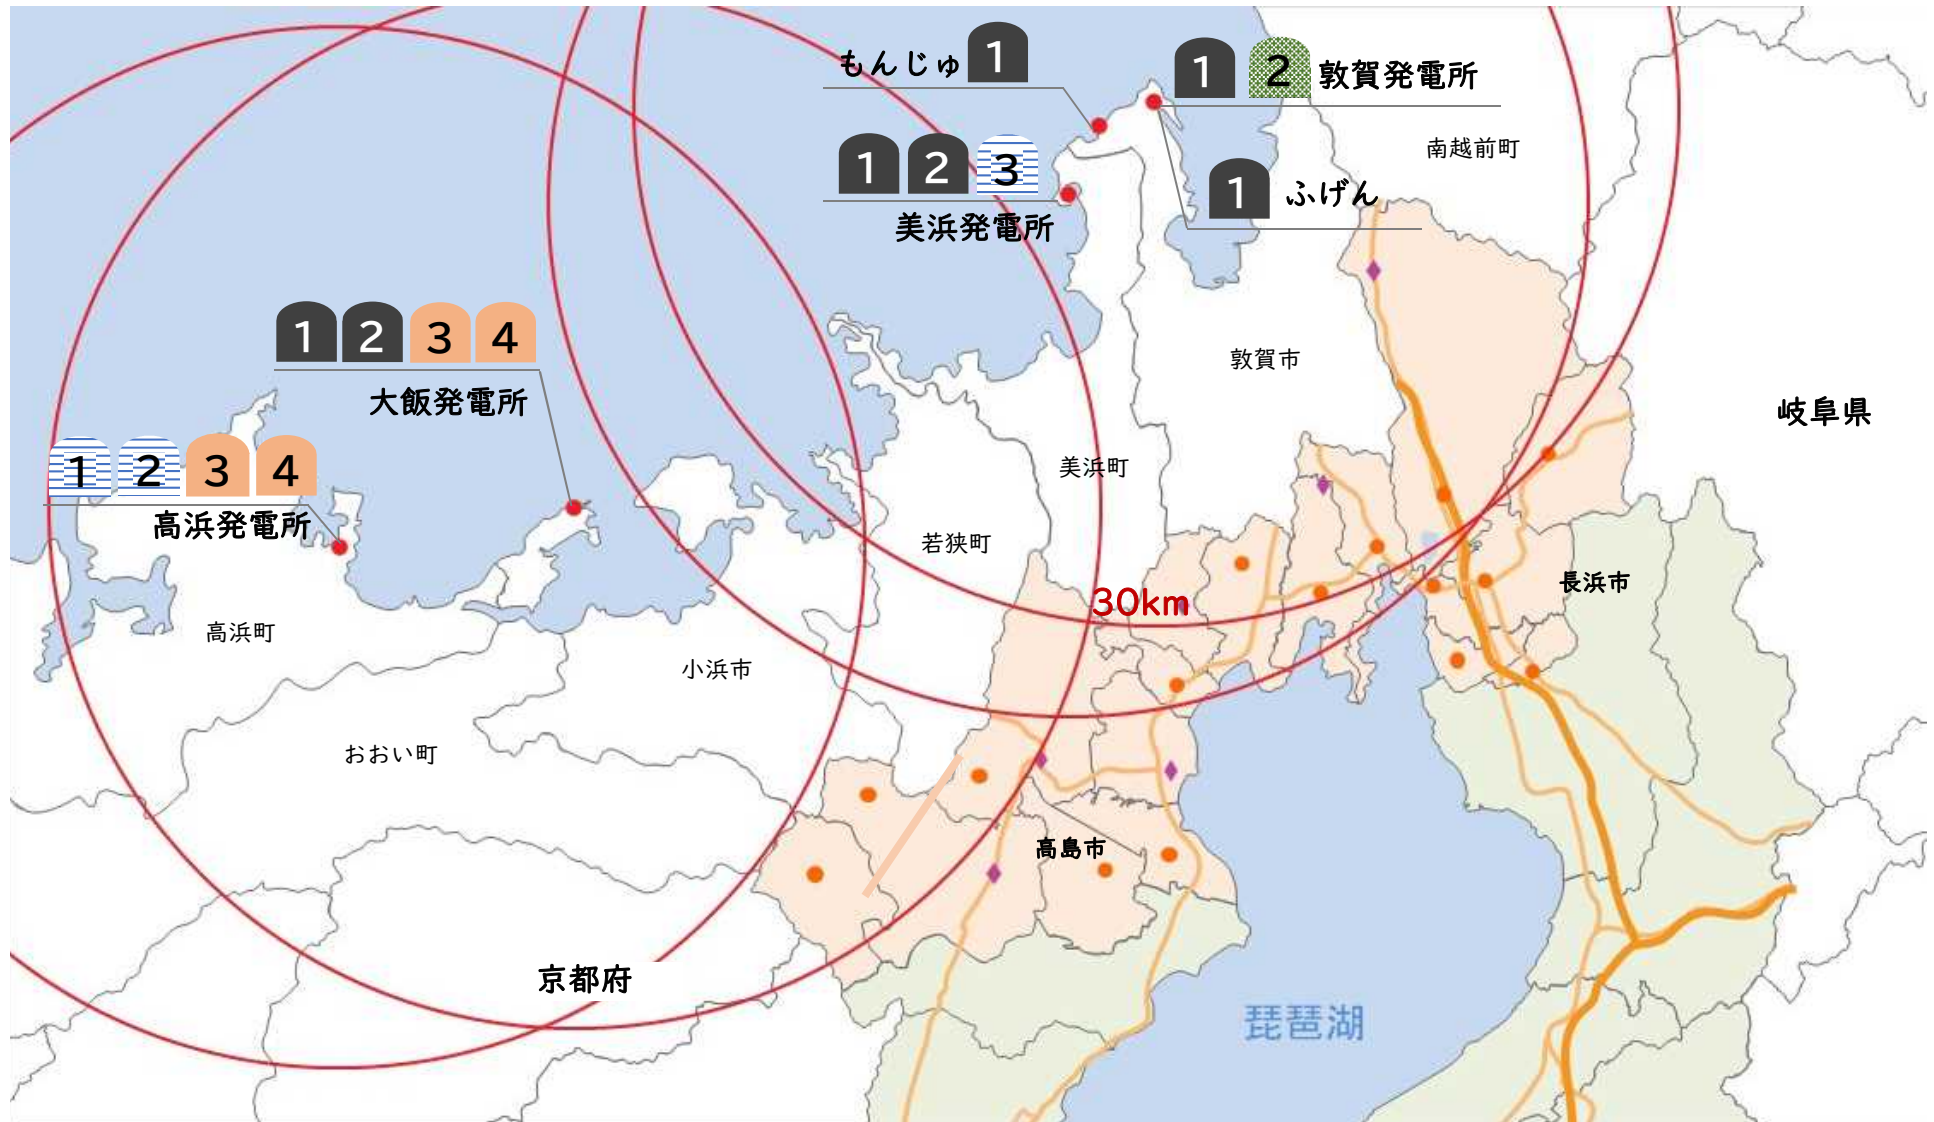 もんじゅ 1
1 2 敦賀発電所
南越前町
1 2 3
美浜発電所
1 ふげん
1 2 3 4
大飯発電所
敦賀市
岐阜県
1 2 3 4
高浜発電所
美浜町
若狭町
長浜市
30km
高浜町
小浜市
おおい町
高島市
京都府
琵琶湖